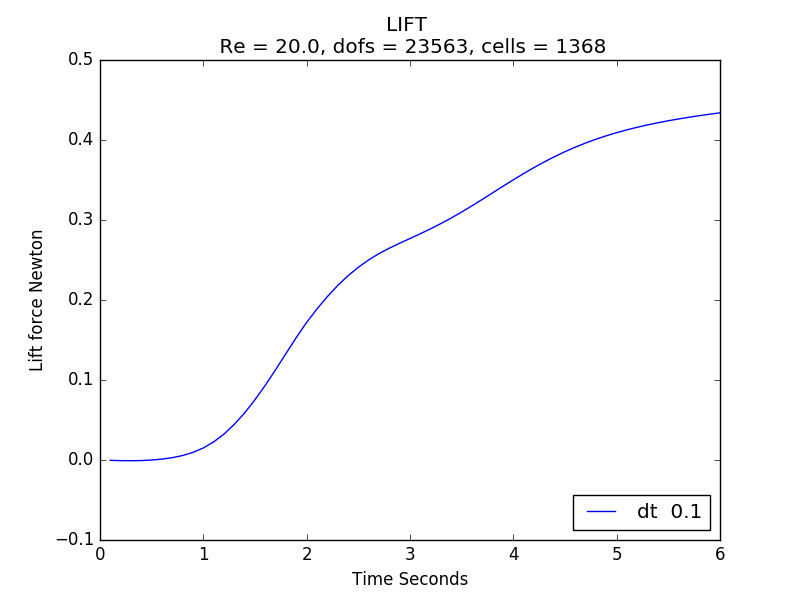 LIFT
Re = 20.0, dofs = 23563, cells = 1368
0.5
0.4
0.3
0.2
0.1
0.0
−0.1
Lift force Newton
dt  0.1
0 1 2 3 4 5 6
Time Seconds